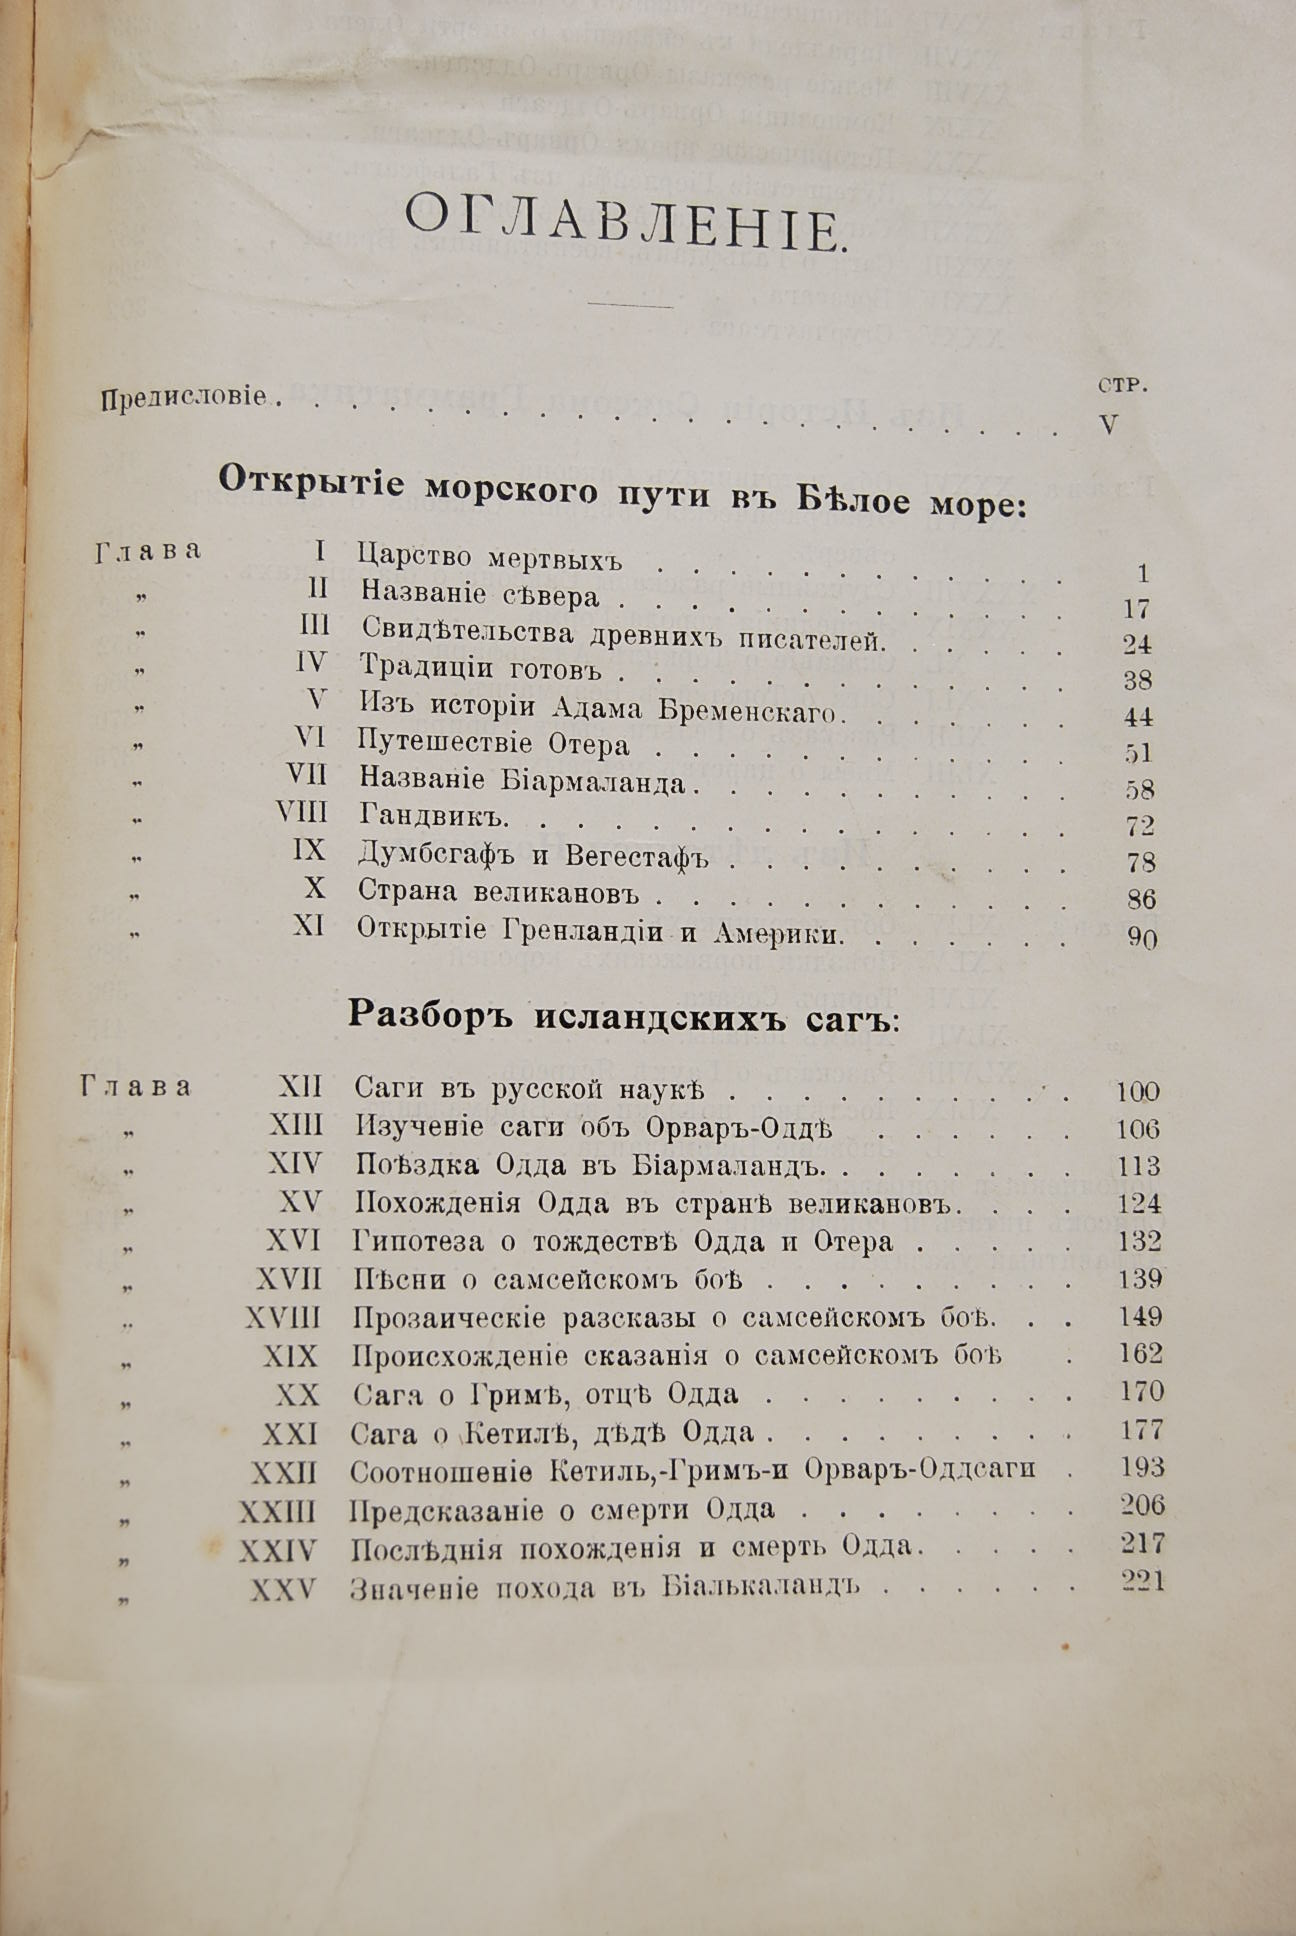 ОГЛАВЛЕНІЕ.
СТР.
Предисловіе . . . . . . . . . . . . . . . . V
Открытіе морского пути въ Бѣлое море:
Глава I Царство мертвыхъ . . . . . . . . . . . . 1
„ II Названіе сѣвера . . . . . . . . . . . . . 17
„ III Свидѣтельства древнихъ писателей. . . . . . 24
„ IV Традиціи готовъ . . . . . . . . . . . . . 38
„ V Изъ исторіи Адама Бременскаго. . . . . . . 44
„ VI Путешествіе Отера . . . . . . . . . . . . 51
„ VII Названіе Біармаланда . . . . . . . . . . . 58
„ VIII Гандвикъ. . . . . . . . . . . . . . . . 72
„ IX Думбсгафъ и Вегестафъ . . . . . . . . . . 78
„ X Страна великановъ . . . . . . . . . . . . 86
„ XI Открытіе Гренландіи и Америки. . . . . . . 90
Разборъ исландскихъ сагъ:
Глава XII Саги въ русской наукѣ . . . . . . . . . . 100
„ XIII Изученіе саги объ Орваръ-Оддѣ . . . . . . 106
„ XIV Поѣздка Одда въ Біармаландъ. . . . . . . . 113
„ XV Похожденія Одда въ странѣ великановъ. . . . 124
„ XVI Гипотеза о тождествѣ Одда и Отера . . . . . 132
„ XVII Пѣсни о самсейскомъ боѣ . . . . . . . . . 139
„ XVIII Прозаическіе разсказы о самсейскомъ боѣ. . . 149
„ XIX Происхожденіе сказанія о самсейскомъ боѣ . 162
„ XX Сага о Гримѣ, отцѣ Одда . . . . . . . . . 170
„ XXI Сага о Кетилѣ, дѣдѣ Одда . . . . . . . . . 177
„ XXII Соотношеніе Кетиль,-Гримъ-и Орваръ-Оддсаги . 193
„ XXIII Предсказаніе о смерти Одда . . . . . . . . 206
„ XXIV Послѣднія похожденія и смерть Одда. . . . . 217
„ XXV Значеніе похода въ Біалькаландъ . . . . . . 221